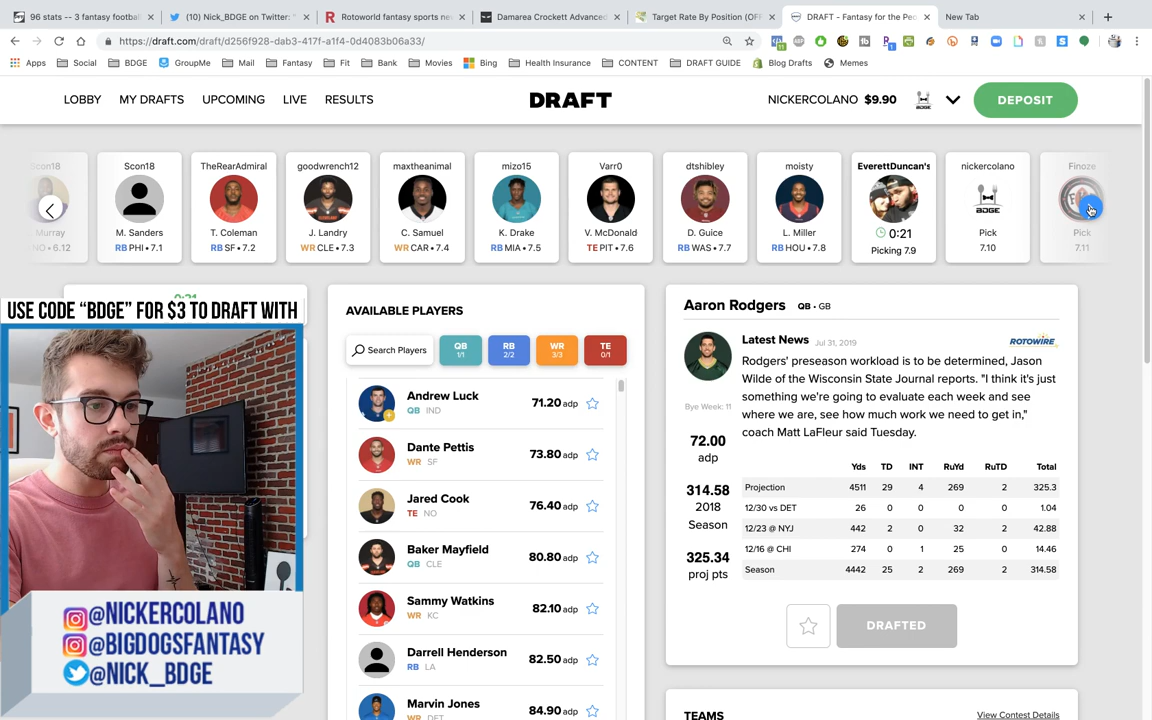 96 stats -- 3 fantasy footbal
(10) Nick_BDGE on Twitter: "
Rotoworld fantasy sports ne
Damarea Crockett Advanced
Target Rate By Position (OFF
DRAFT - Fantasy for the Peo
New Tab
https://draft.com/draft/d256f928-dab3-417f-a1f4-0d4083b06a33/
Apps Social BDGE GroupMe Mail Fantasy Fit Bank Movies Bing Health Insurance CONTENT DRAFT GUIDE Blog Drafts Memes
LOBBY MY DRAFTS UPCOMING LIVE RESULTS DRAFT NICKERCOLANO $9.90 DEPOSIT
Scon18 Scon18 TheRearAdmiral goodwrench12 maxtheanimal mizo15 Varr0 dtshibley moisty EverettDuncan's nickercolano Finoze
BDGE
Murray M. Sanders T. Coleman J. Landry C. Samuel K. Drake V. McDonald D. Guice L. Miller 0:21 Pick Pick
NO • 6.12 RB PHI • 7.1 RB SF • 7.2 WR CLE • 7.3 WR CAR • 7.4 RB MIA • 7.5 TE PIT • 7.6 RB WAS • 7.7 RB HOU • 7.8 Picking 7.9 7.10 7.11
0:21
USE CODE "BDGE" FOR $3 TO DRAFT WITH
@NICKERCOLANO
@BIGDOGSFANTASY
@NICK_BDGE
AVAILABLE PLAYERS
Search Players
QB 1/1
RB 2/2
WR 3/3
TE 0/1
Andrew Luck 71.20 adp
QB IND
Dante Pettis 73.80 adp
WR SF
Jared Cook 76.40 adp
TE NO
Baker Mayfield 80.80 adp
QB CLE
Sammy Watkins 82.10 adp
WR KC
Darrell Henderson 82.50 adp
RB LA
Marvin Jones 84.90 adp
WR DET
Aaron Rodgers QB - GB
Latest News Jul 31, 2019 ROTOWIRE
Rodgers' preseason workload is to be determined, Jason
Wilde of the Wisconsin State Journal reports. "I think it's just
something we're going to evaluate each week and see
where we are, see how much work we need to get in,"
coach Matt LaFleur said Tuesday.
Bye Week: 11
72.00
adp
314.58
2018
Season
325.34
proj pts
Yds TD INT RuYd RuTD Total
Projection 4511 29 4 269 2 325.3
12/30 vs DET 26 0 0 0 0 1.04
12/23 @ NYJ 442 2 0 32 2 42.88
12/16 @ CHI 274 0 1 25 0 14.46
Season 4442 25 2 269 2 314.58
DRAFTED
TEAMS View Contest Details